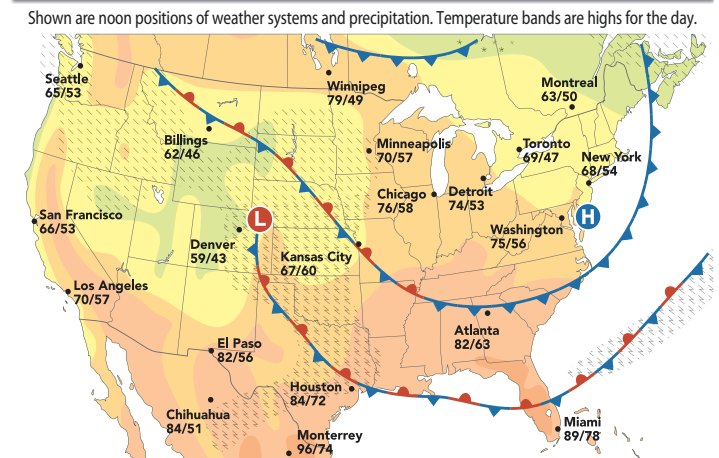 Shown are noon positions of weather systems and precipitation. Temperature bands are highs for the day.
Seattle
65/53
Winnipeg
79/49
Montreal
63/50
Billings
62/46
Minneapolis
70/57
Toronto
69/47
New York
68/54
Chicago
76/58
Detroit
74/53
San Francisco
66/53
L
H
Washington
75/56
Denver
59/43
Kansas City
67/60
Los Angeles
70/57
Atlanta
82/63
El Paso
82/56
Houston
84/72
Chihuahua
84/51
Miami
89/78
Monterrey
96/74